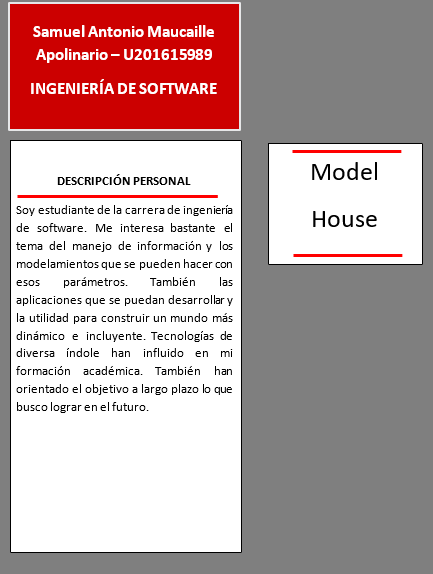 Samuel Antonio Maucaille
Apolinario – U201615989
INGENIERÍA DE SOFTWARE
DESCRIPCIÓN PERSONAL
Soy estudiante de la carrera de ingeniería
de software. Me interesa bastante el
tema del manejo de información y los
modelamientos que se pueden hacer con
esos parámetros. También las
aplicaciones que se puedan desarrollar y
la utilidad para construir un mundo más
dinámico e incluyente. Tecnologías de
diversa índole han influido en mi
formación académica. También han
orientado el objetivo a largo plazo lo que
busco lograr en el futuro.
Model
House